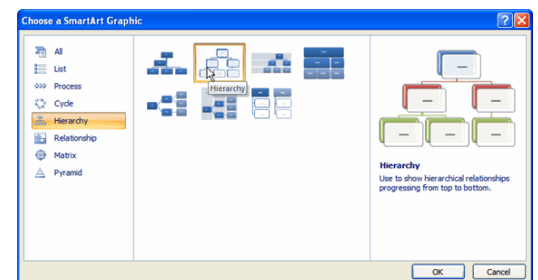 Choose a SmartArt Graphic
All
List
Process
Cycle
Hierarchy
Relationship
Matrix
Pyramid
Hierarchy
Hierarchy
Use to show hierarchical relationships
progressing from top to bottom.
OK
Cancel